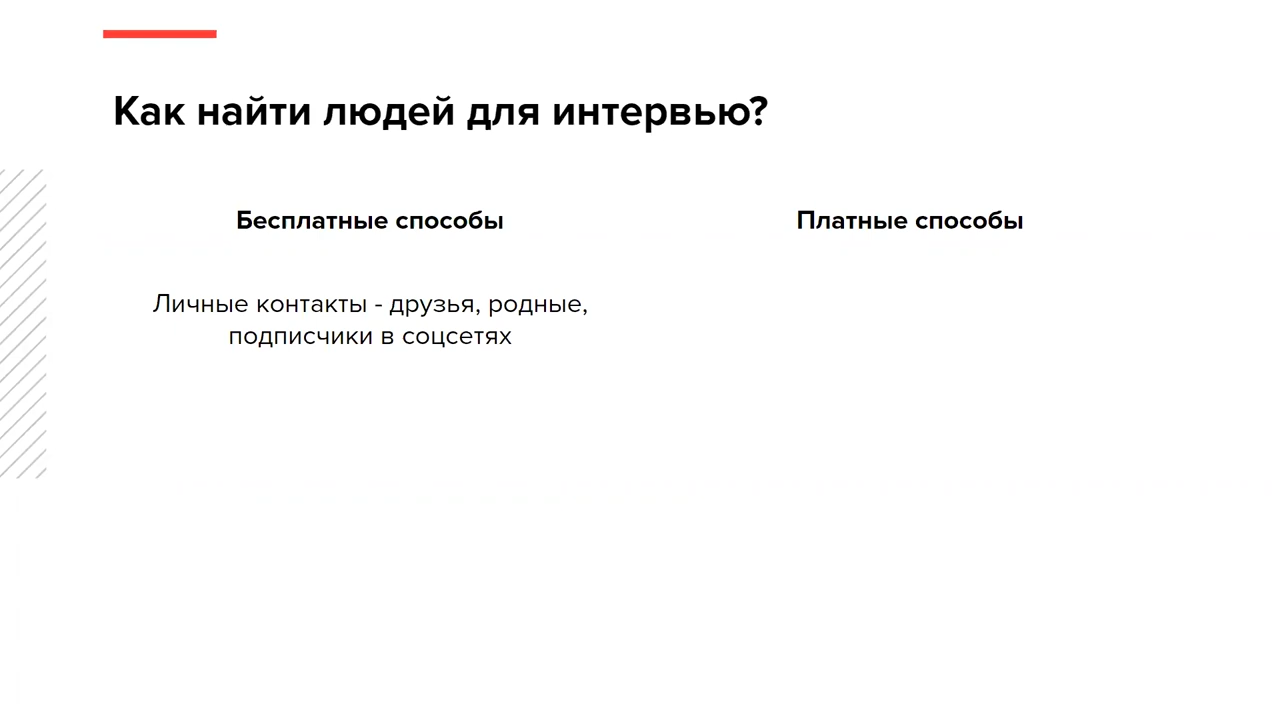 Как найти людей для интервью?
Бесплатные способы
Платные способы
Личные контакты - друзья, родные,
подписчики в соцсетях